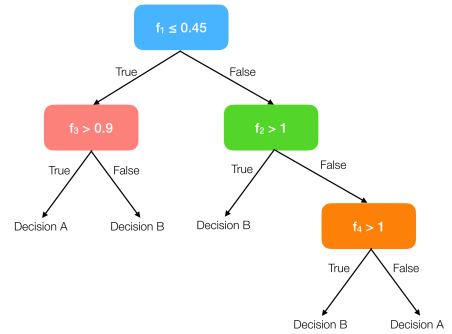 f₁ ≤ 0.45
True
False
f₃ > 0.9
f₂ > 1
True
False
True
False
Decision A
Decision B
Decision B
f₄ > 1
True
False
Decision B
Decision A